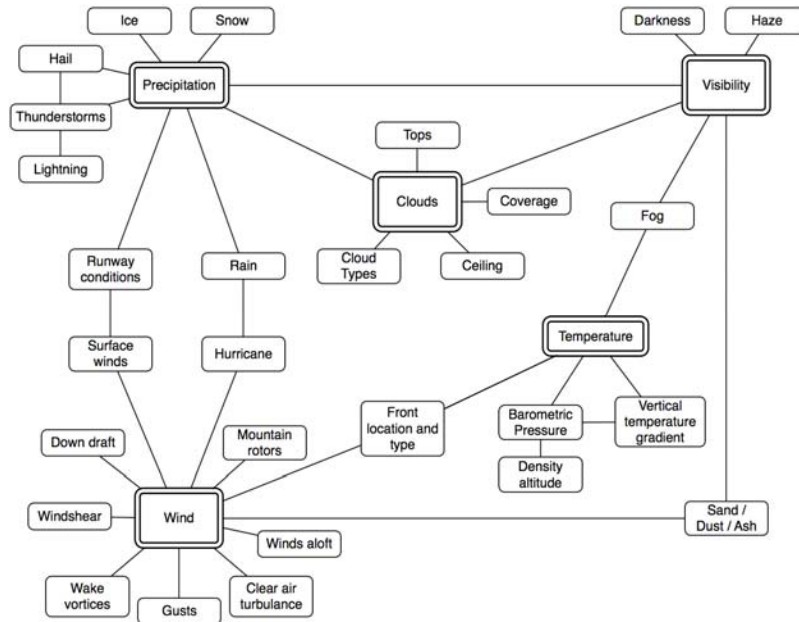 Ice
Snow
Darkness
Haze
Hail
Precipitation
Visibility
Thunderstorms
Tops
Lightning
Clouds
Coverage
Fog
Runway
conditions
Rain
Cloud
Types
Ceiling
Temperature
Surface
winds
Hurricane
Front
location and
type
Barometric
Pressure
Vertical
temperature
gradient
Down draft
Mountain
rotors
Density
altitude
Windshear
Wind
Winds aloft
Sand /
Dust / Ash
Wake
vortices
Gusts
Clear air
turbulance